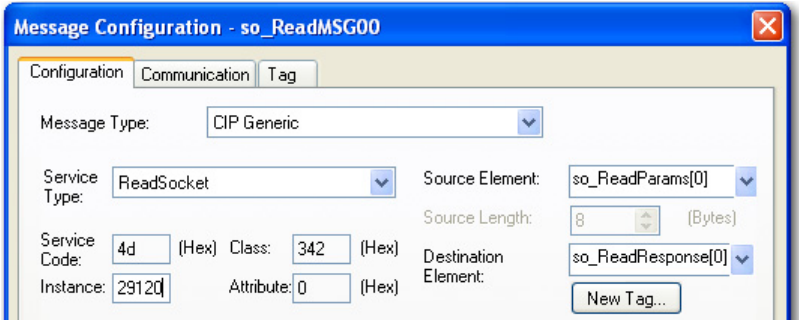 Message Configuration - so_ReadMSG00
Configuration Communication Tag
Message Type: CIP Generic
Service Type: ReadSocket
Source Element: so_ReadParams[0]
Source Length: 8 (Bytes)
Service Code: 4d (Hex) Class: 342 (Hex)
Destination Element: so_ReadResponse[0]
Instance: 29120 Attribute: 0 (Hex)
New Tag...